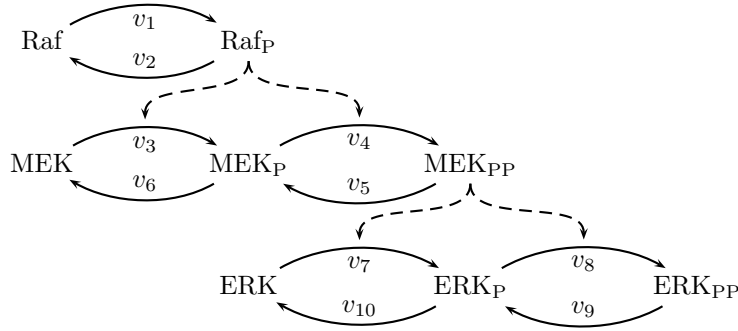 v₁
Raf Raf_P
v₂
v₃ v₄
MEK MEK_P MEK_PP
v₆ v₅
v₇ v₈
ERK ERK_P ERK_PP
v₁₀ v₉